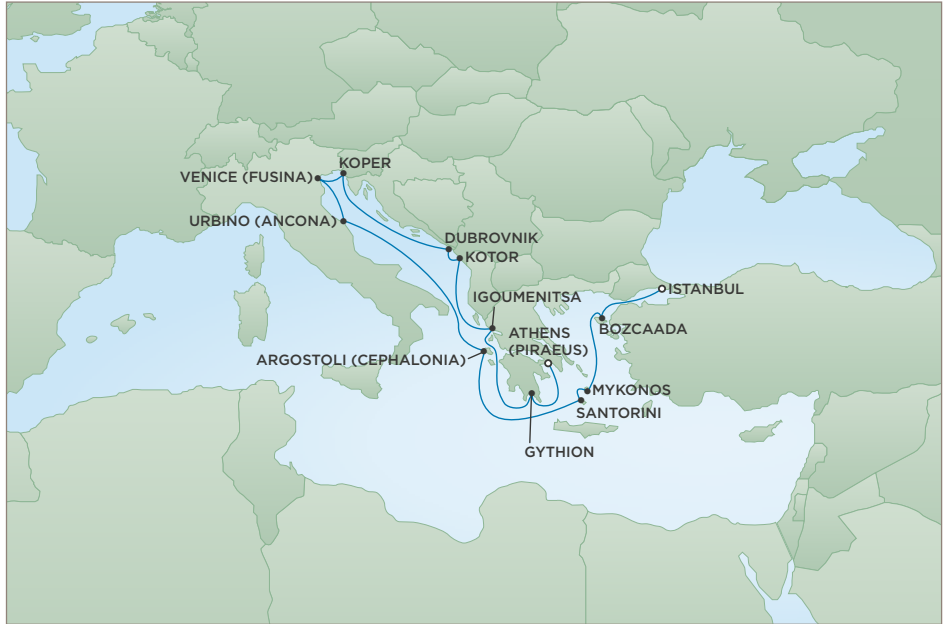 KOPER
VENICE (FUSINA)
URBINO (ANCONA)
DUBROVNIK
KOTOR
ISTANBUL
IGOUMENITSA
BOZCAADA
ATHENS
(PIRAEUS)
ARGOSTOLI (CEPHALONIA)
MYKONOS
SANTORINI
GYTHION